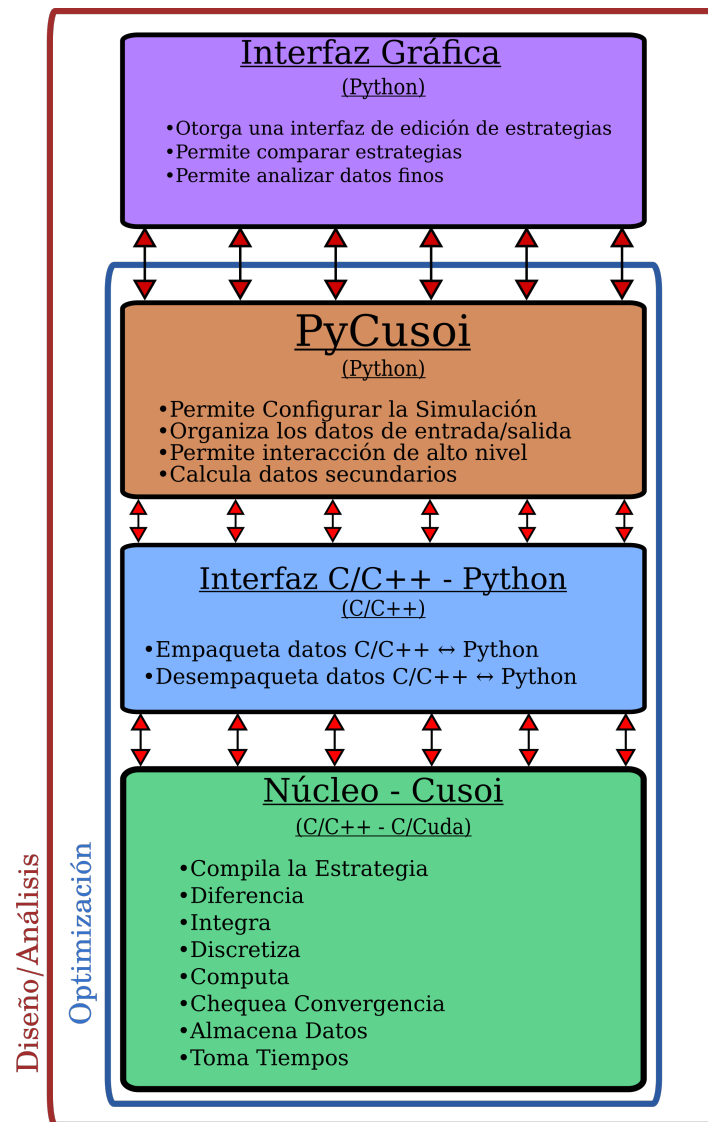 Interfaz Gráfica
(Python)
•Otorga una interfaz de edición de estrategias
•Permite comparar estrategias
•Permite analizar datos finos
PyCusoi
(Python)
•Permite Configurar la Simulación
•Organiza los datos de entrada/salida
•Permite interacción de alto nivel
•Calcula datos secundarios
Interfaz C/C++ - Python
(C/C++)
•Empaqueta datos C/C++ ↔ Python
•Desempaqueta datos C/C++ ↔ Python
Núcleo - Cusoi
(C/C++ - C/Cuda)
•Compila la Estrategia
•Diferencia
•Integra
•Discretiza
•Computa
•Chequea Convergencia
•Almacena Datos
•Toma Tiempos
Diseño/Análisis
Optimización